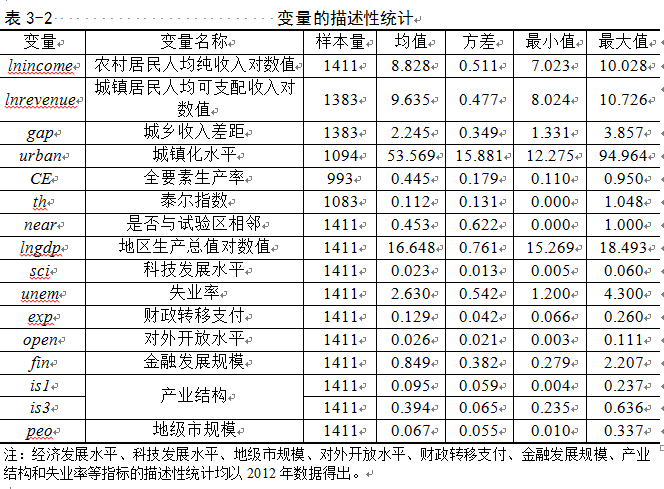 表 3-2 变量的描述性统计
变量 变量名称 样本量 均值 方差 最小值 最大值
lnincome 农村居民人均纯收入对数值 1411 8.828 0.511 7.023 10.028
lnrevenue 城镇居民人均可支配收入对数值 1383 9.635 0.477 8.024 10.726
gap 城乡收入差距 1383 2.245 0.349 1.331 3.857
urban 城镇化水平 1094 53.569 15.881 12.275 94.964
CE 全要素生产率 993 0.445 0.179 0.110 0.950
th 泰尔指数 1083 0.112 0.131 0.000 1.048
near 是否与试验区相邻 1411 0.453 0.622 0.000 1.000
lngdp 地区生产总值对数值 1411 16.648 0.761 15.269 18.493
sci 科技发展水平 1411 0.023 0.013 0.005 0.060
unem 失业率 1411 2.630 0.542 1.200 4.300
exp 财政转移支付 1411 0.129 0.042 0.066 0.260
open 对外开放水平 1411 0.026 0.021 0.003 0.111
fin 金融发展规模 1411 0.849 0.382 0.279 2.207
is1 产业结构 1411 0.095 0.059 0.004 0.237
is3 1411 0.394 0.065 0.235 0.636
peo 地级市规模 1411 0.067 0.055 0.010 0.337
注：经济发展水平、科技发展水平、地级市规模、对外开放水平、财政转移支付、金融发展规模、产业
结构和失业率等指标的描述性统计均以 2012 年数据得出。